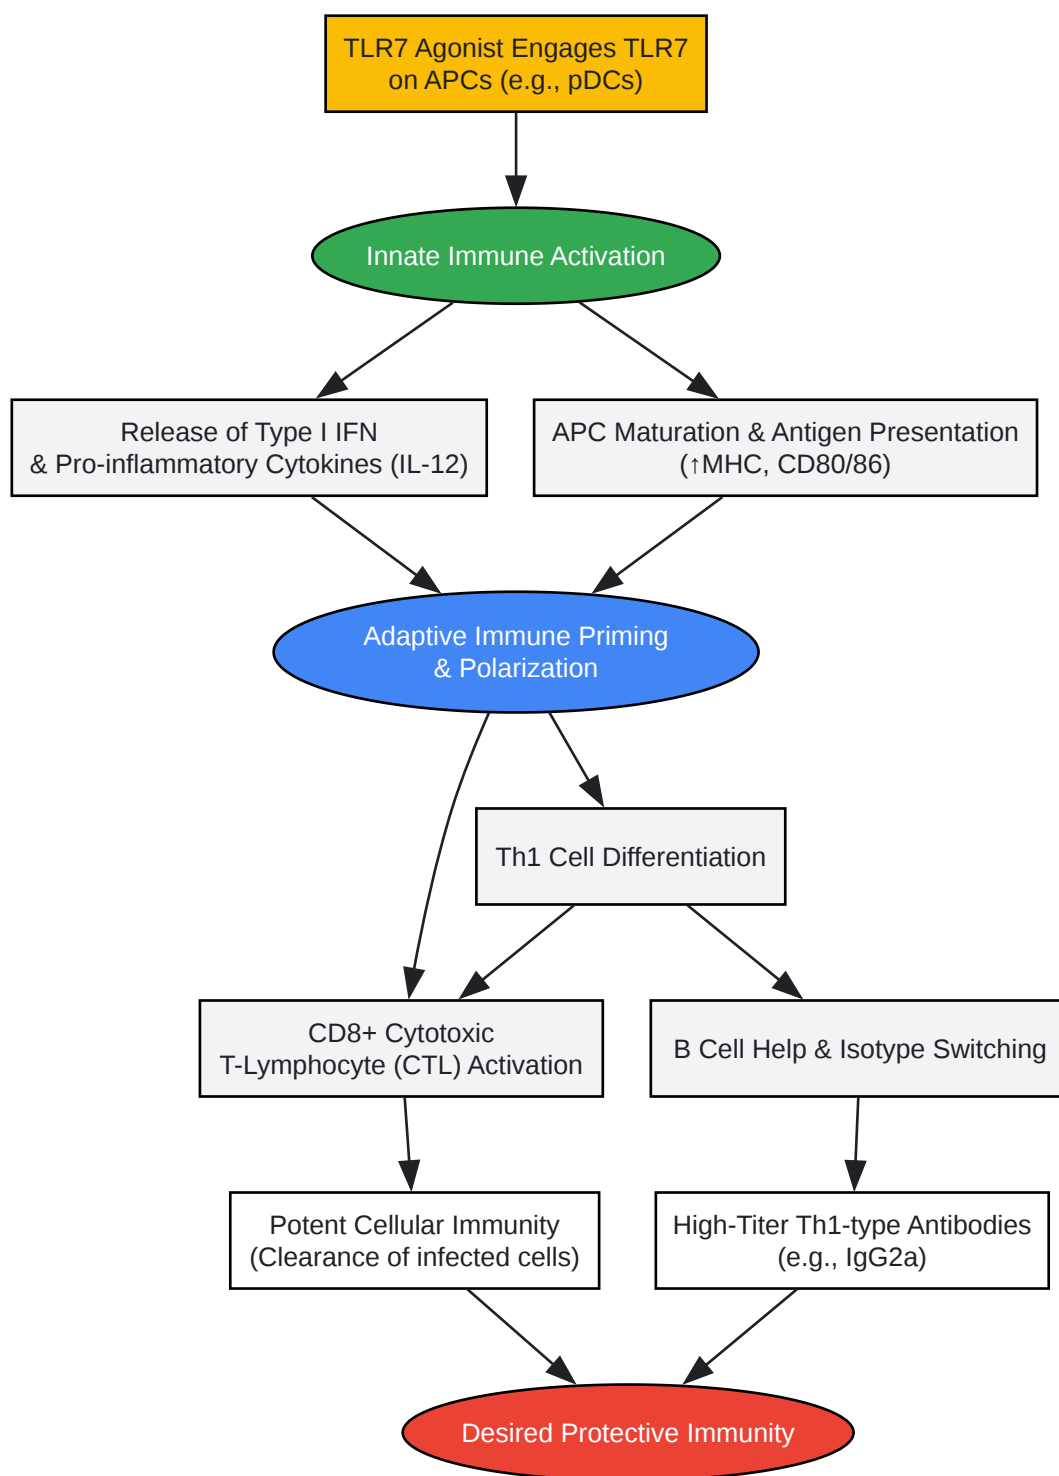 TLR7 Agonist Engages TLR7
on APCs (e.g., pDCs)
Innate Immune Activation
Release of Type I IFN
& Pro-inflammatory Cytokines (IL-12)
APC Maturation & Antigen Presentation
(↑MHC, CD80/86)
Adaptive Immune Priming
& Polarization
Th1 Cell Differentiation
CD8+ Cytotoxic
T-Lymphocyte (CTL) Activation
B Cell Help & Isotype Switching
Potent Cellular Immunity
(Clearance of infected cells)
High-Titer Th1-type Antibodies
(e.g., IgG2a)
Desired Protective Immunity